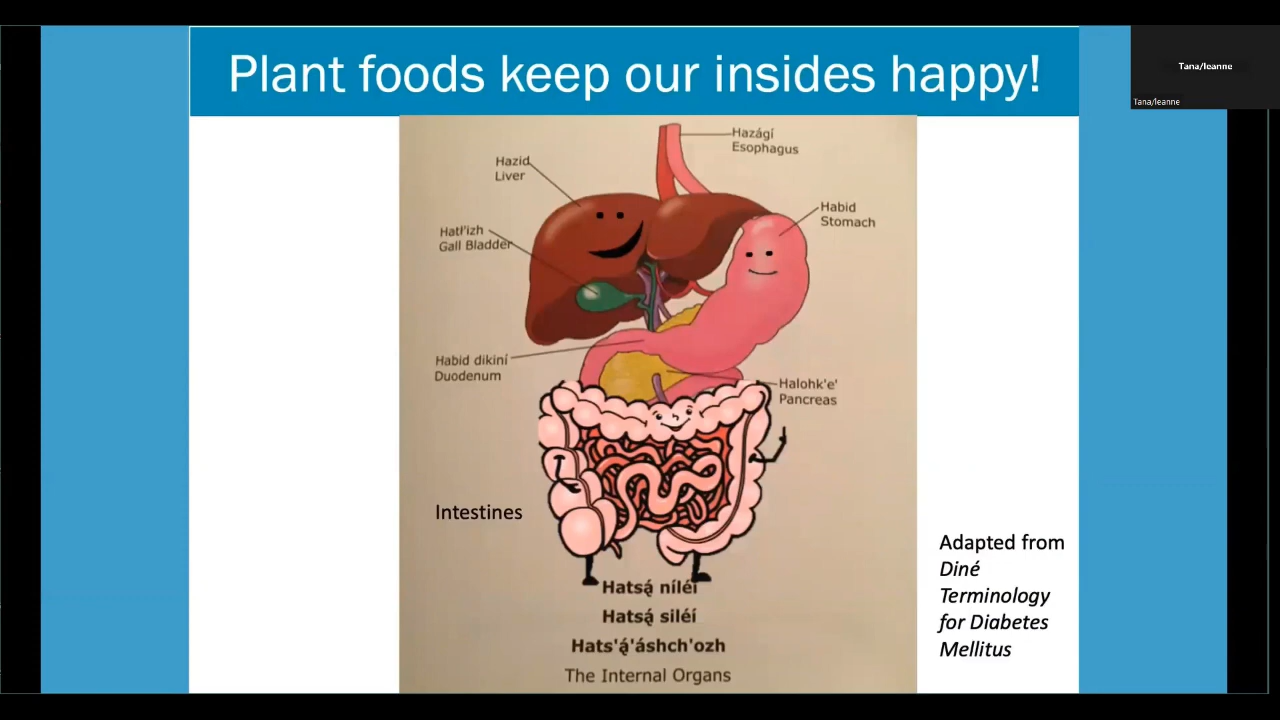 Plant foods keep our insides happy!
Tana/leanne
Tana/leanne
Hazágí
Esophagus
Hazid
Liver
Habid
Stomach
Hatł'izh
Gall Bladder
Habid dikiní
Duodenum
Halohk'e'
Pancreas
Intestines
Hatsą́ níléí
Hatsą́ siléí
Hats'ą́'áshch'ozh
The Internal Organs
Adapted from
Diné
Terminology
for Diabetes
Mellitus